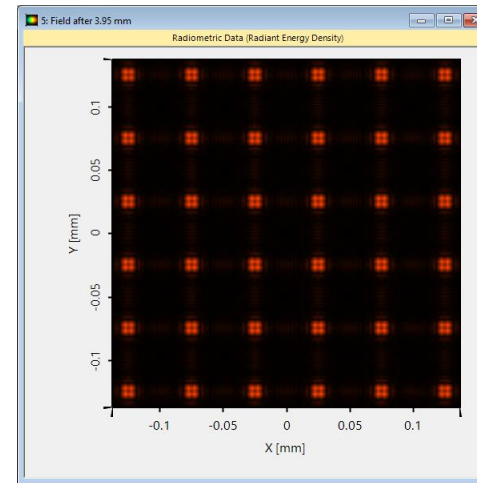 5: Field after 3.95 mm
Radiometric Data (Radiant Energy Density)
0.1
0.05
0
-0.05
-0.1
Y [mm]
-0.1 -0.05 0 0.05 0.1
X [mm]